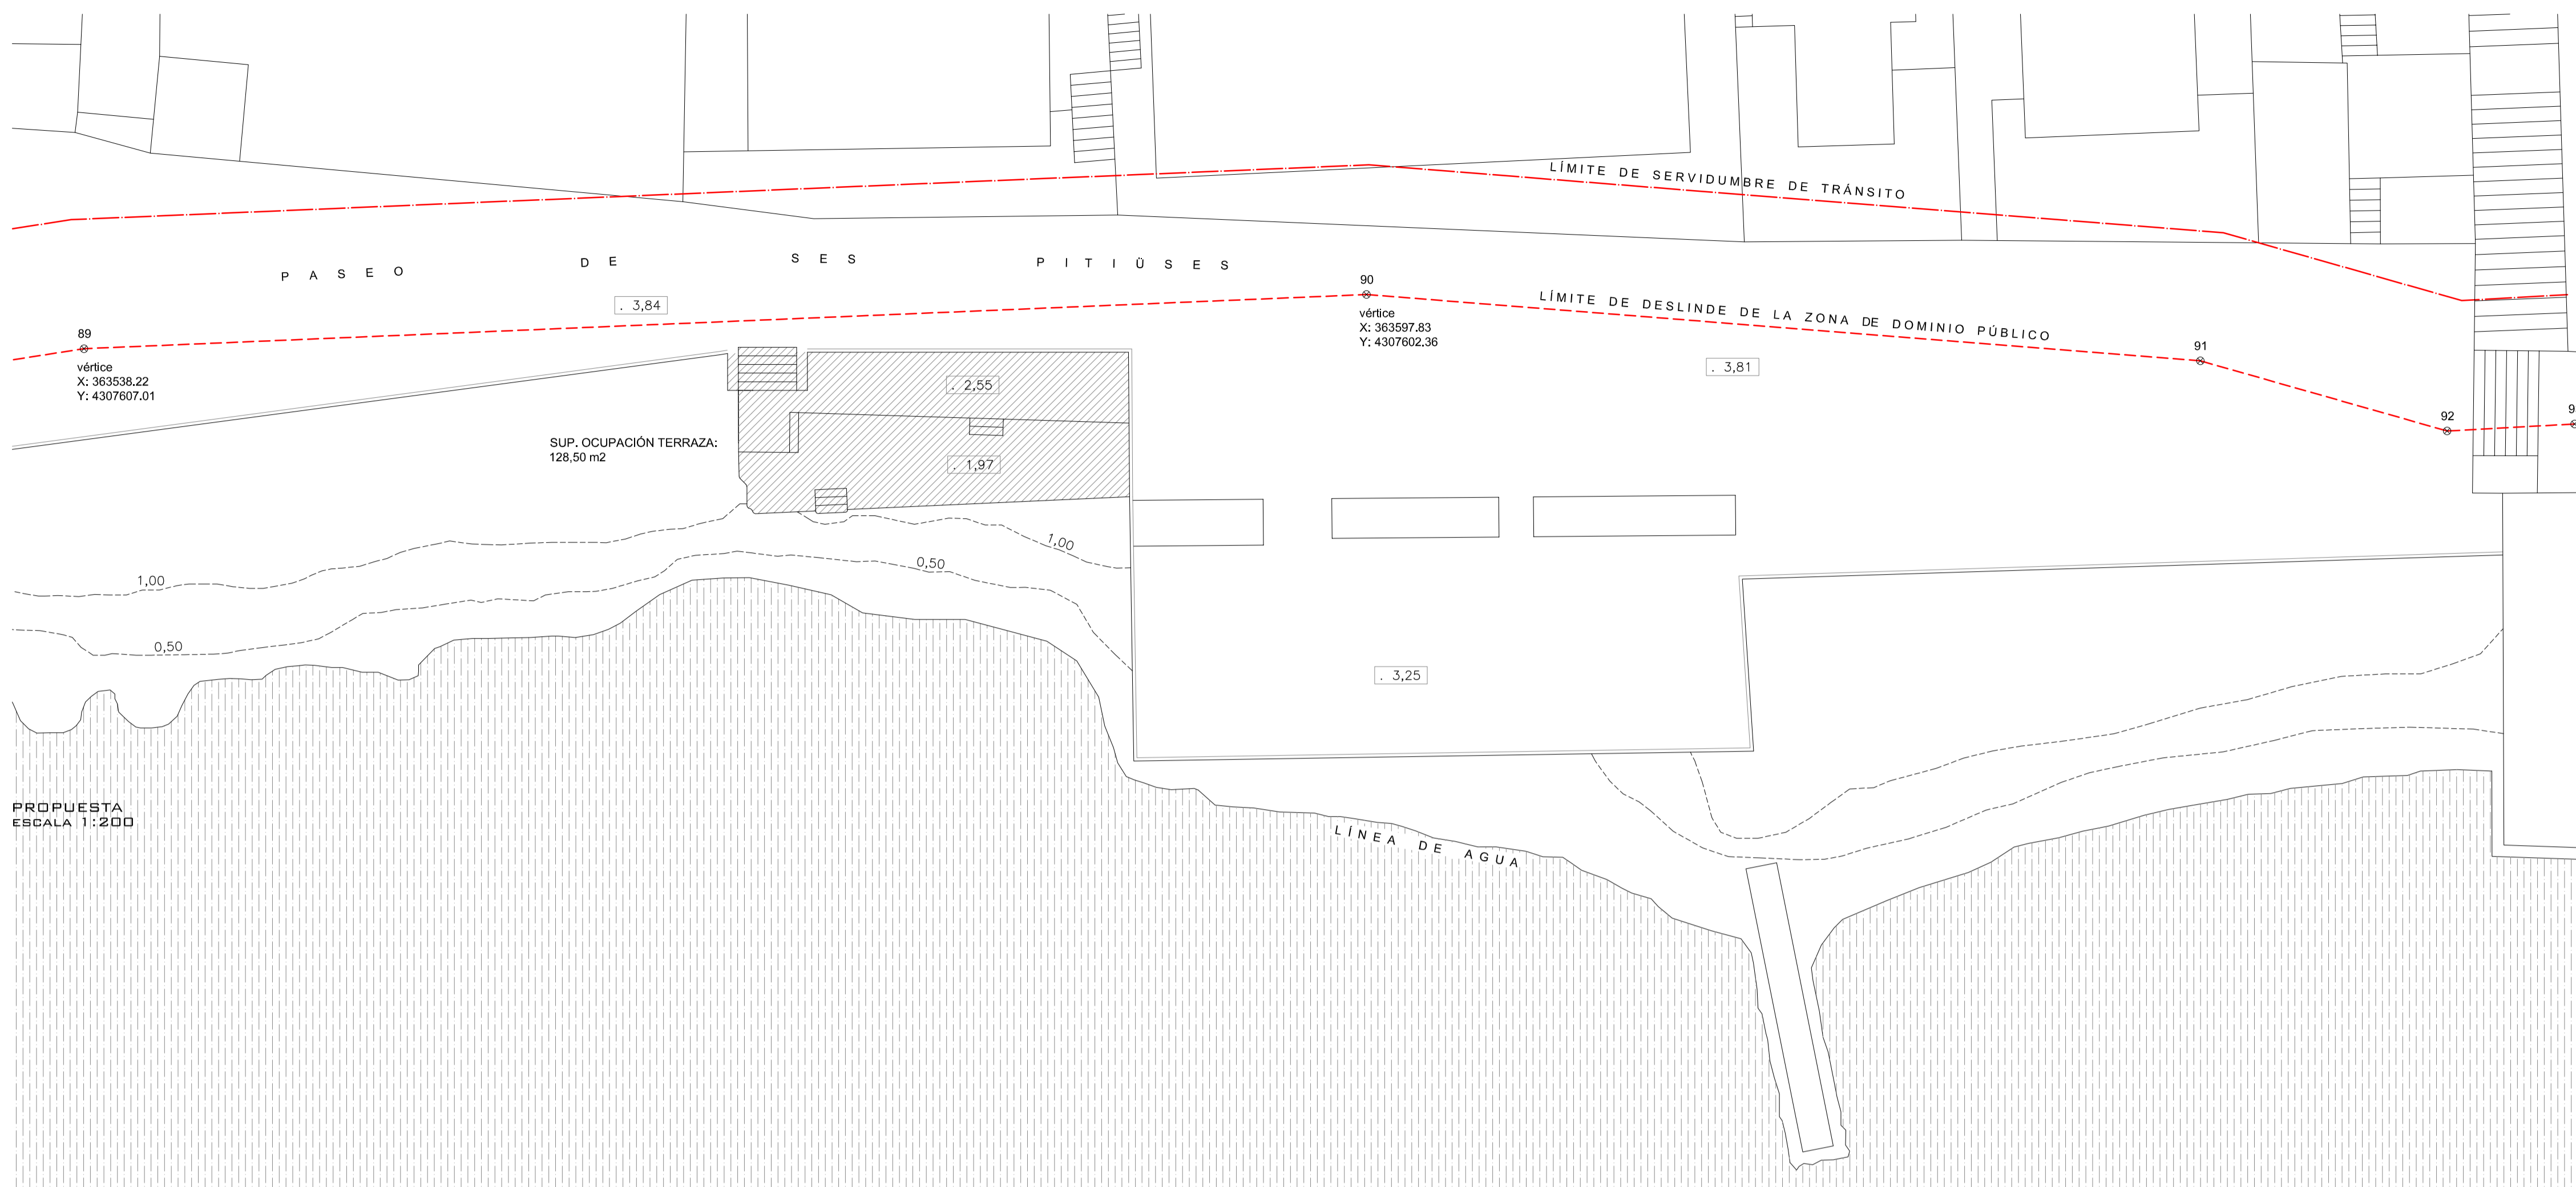 LÍMITE DE SERVIDUMBRE DE TRÁNSITO
PASEO DE SES PITIÜSES
. 3,84
89
vértice
X: 363538.22
Y: 4307607.01
90
vértice
X: 363597.83
Y: 4307602.36
LÍMITE DE DESLINDE DE LA ZONA DE DOMINIO PÚBLICO
. 3,81
91
92
. 2,55
SUP. OCUPACIÓN TERRAZA:
128,50 m2
. 1,97
1,00
1,00
0,50
0,50
. 3,25
PROPUESTA
ESCALA 1:200
LÍNEA DE AGUA